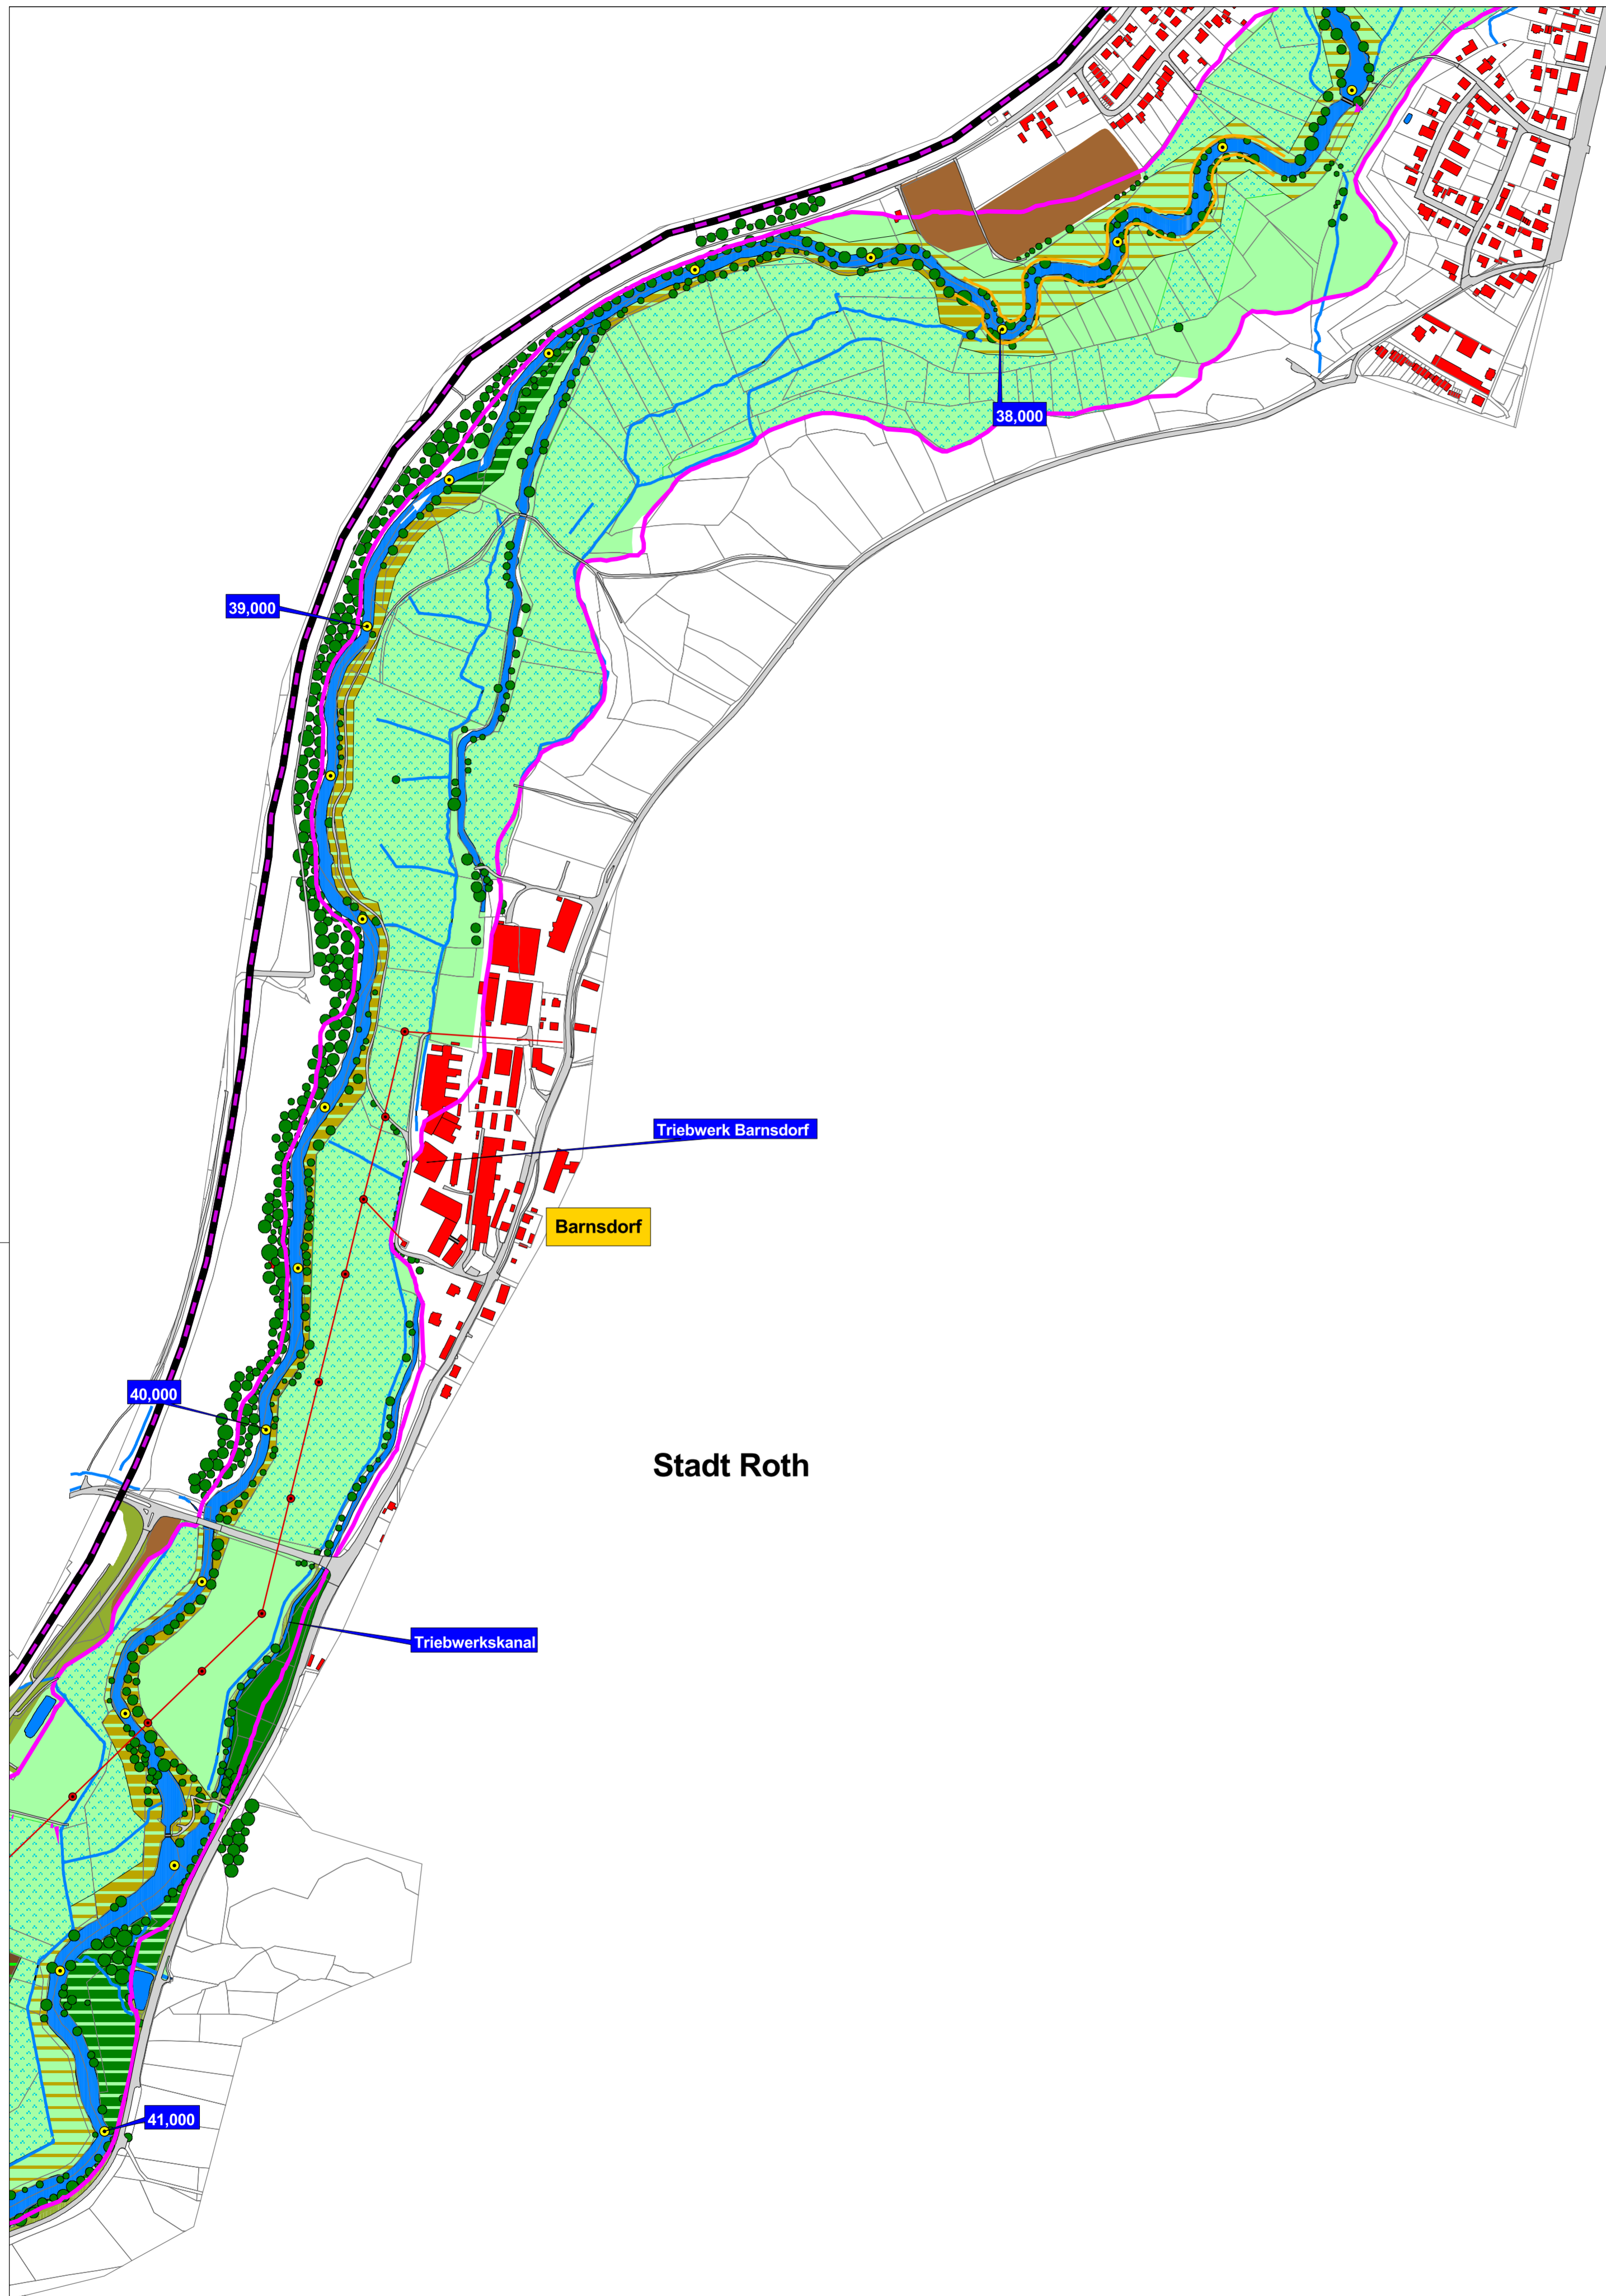 38,000
39,000
Triebwerk Barnsdorf
Barnsdorf
40,000
Stadt Roth
Triebwerkskanal
41,000